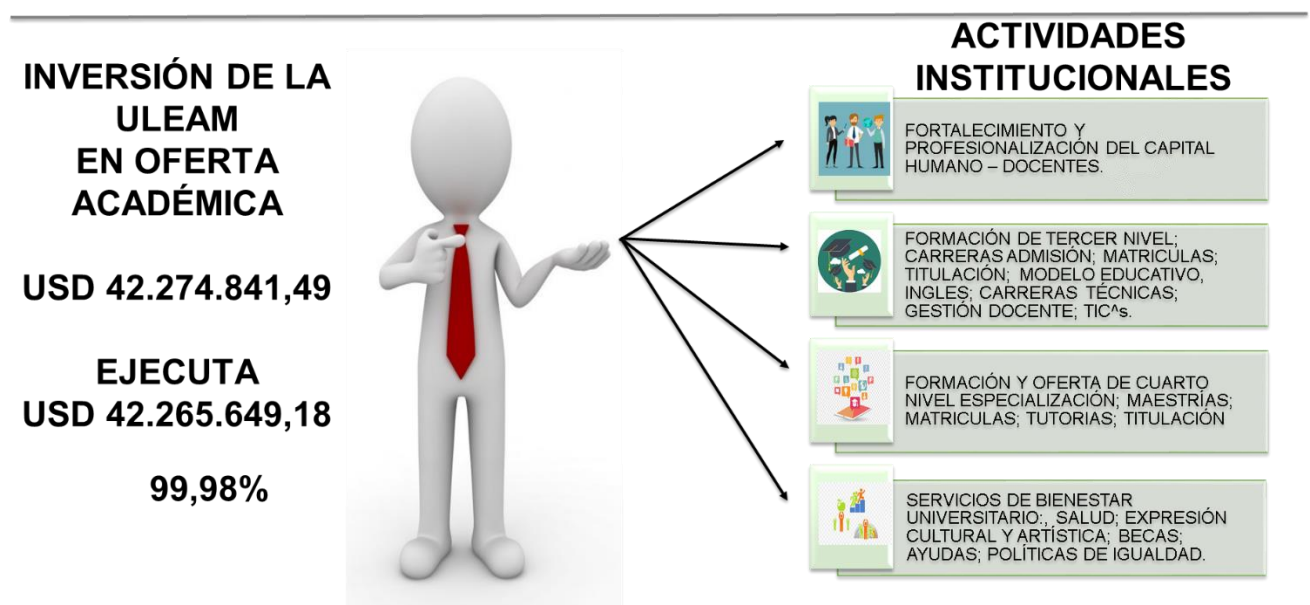 INVERSIÓN DE LA
ULEAM
EN OFERTA
ACADÉMICA
USD 42.274.841,49
EJECUTA
USD 42.265.649,18
99,98%
ACTIVIDADES
INSTITUCIONALES
FORTALECIMIENTO Y
PROFESIONALIZACIÓN DEL CAPITAL
HUMANO – DOCENTES.
FORMACIÓN DE TERCER NIVEL;
CARRERAS ADMISIÓN; MATRICULAS;
TITULACIÓN; MODELO EDUCATIVO,
INGLES; CARRERAS TÉCNICAS;
GESTIÓN DOCENTE; TIC^s.
FORMACIÓN Y OFERTA DE CUARTO
NIVEL ESPECIALIZACIÓN; MAESTRÍAS;
MATRICULAS; TUTORIAS; TITULACIÓN
SERVICIOS DE BIENESTAR
UNIVERSITARIO:, SALUD; EXPRESIÓN
CULTURAL Y ARTÍSTICA; BECAS;
AYUDAS; POLÍTICAS DE IGUALDAD.